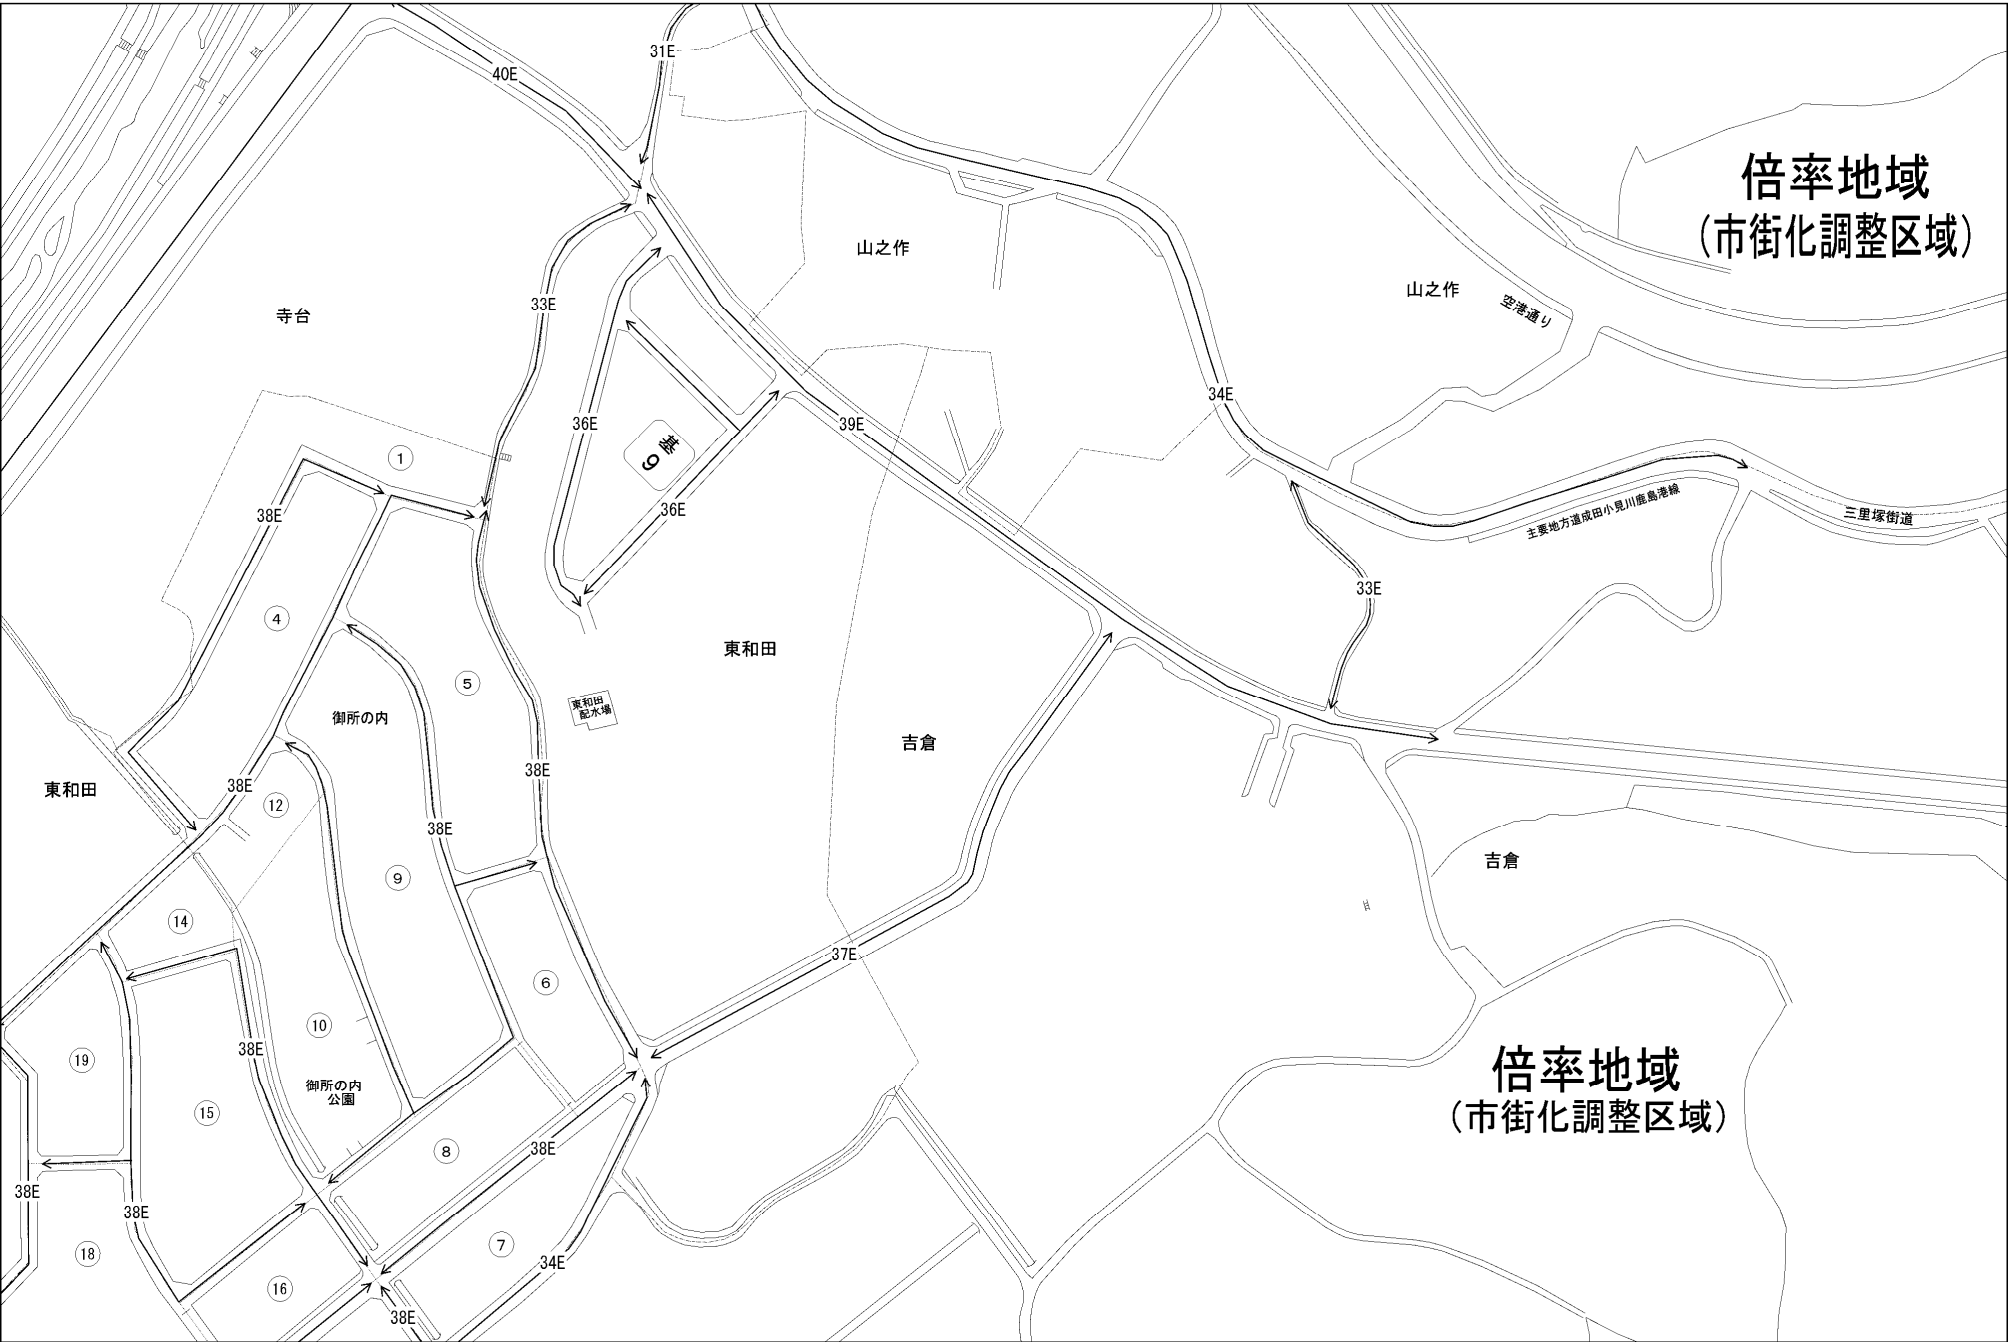 31E
40E
倍率地域
(市街化調整区域)
山之作
山之作
空港通り
33E
寺台
34E
36E
39E
基
9
1
38E
36E
主要地方道成田小見川鹿島港線
三里塚街道
33E
4
東和田
5
東和田
配水場
御所の内
吉倉
38E
38E
東和田
12
38E
吉倉
9
14
37E
6
10
38E
19
倍率地域
(市街化調整区域)
御所の内
公園
15
8
38E
38E
38E
7
18
34E
16
38E